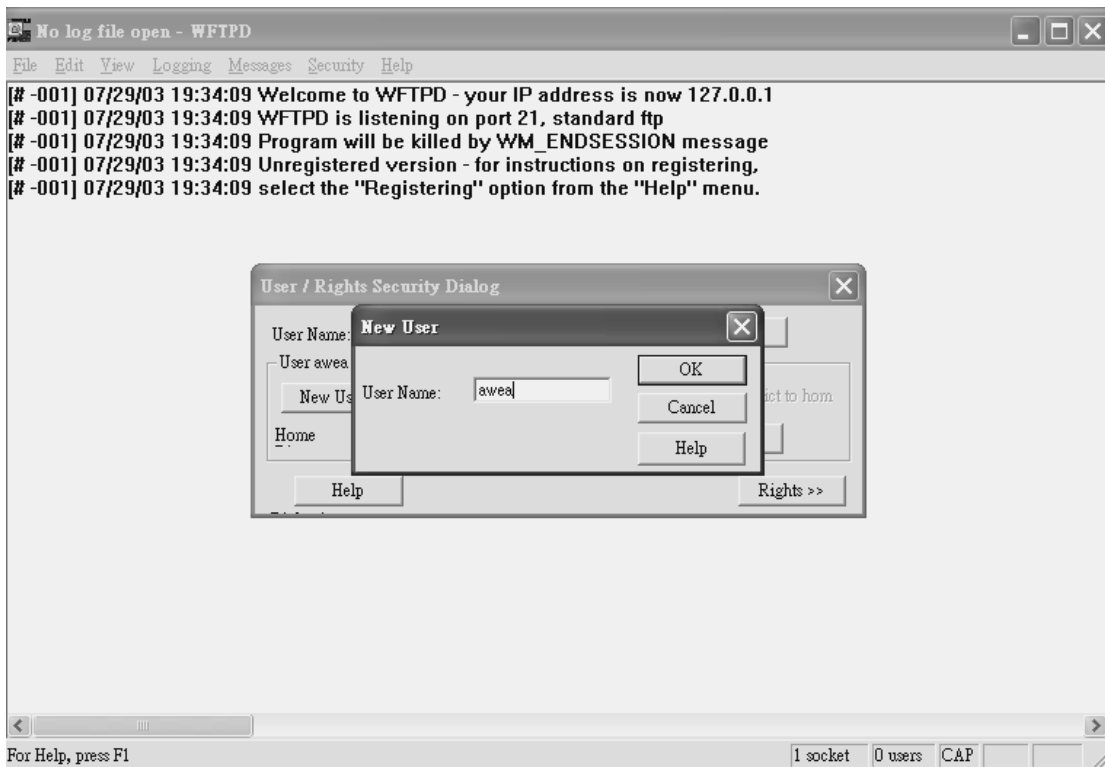 No log file open - WFTPD
File Edit View Logging Messages Security Help
[# -001] 07/29/03 19:34:09 Welcome to WFTPD - your IP address is now 127.0.0.1
[# -001] 07/29/03 19:34:09 WFTPD is listening on port 21, standard ftp
[# -001] 07/29/03 19:34:09 Program will be killed by WM_ENDSESSION message
[# -001] 07/29/03 19:34:09 Unregistered version - for instructions on registering,
[# -001] 07/29/03 19:34:09 select the "Registering" option from the "Help" menu.
User / Rights Security Dialog
User Name:
New User
User awea
OK
New Us
User Name:
awea
Cancel
ict to hom
Home
Help
Help
Rights >>
For Help, press F1
1 socket
0 users
CAP